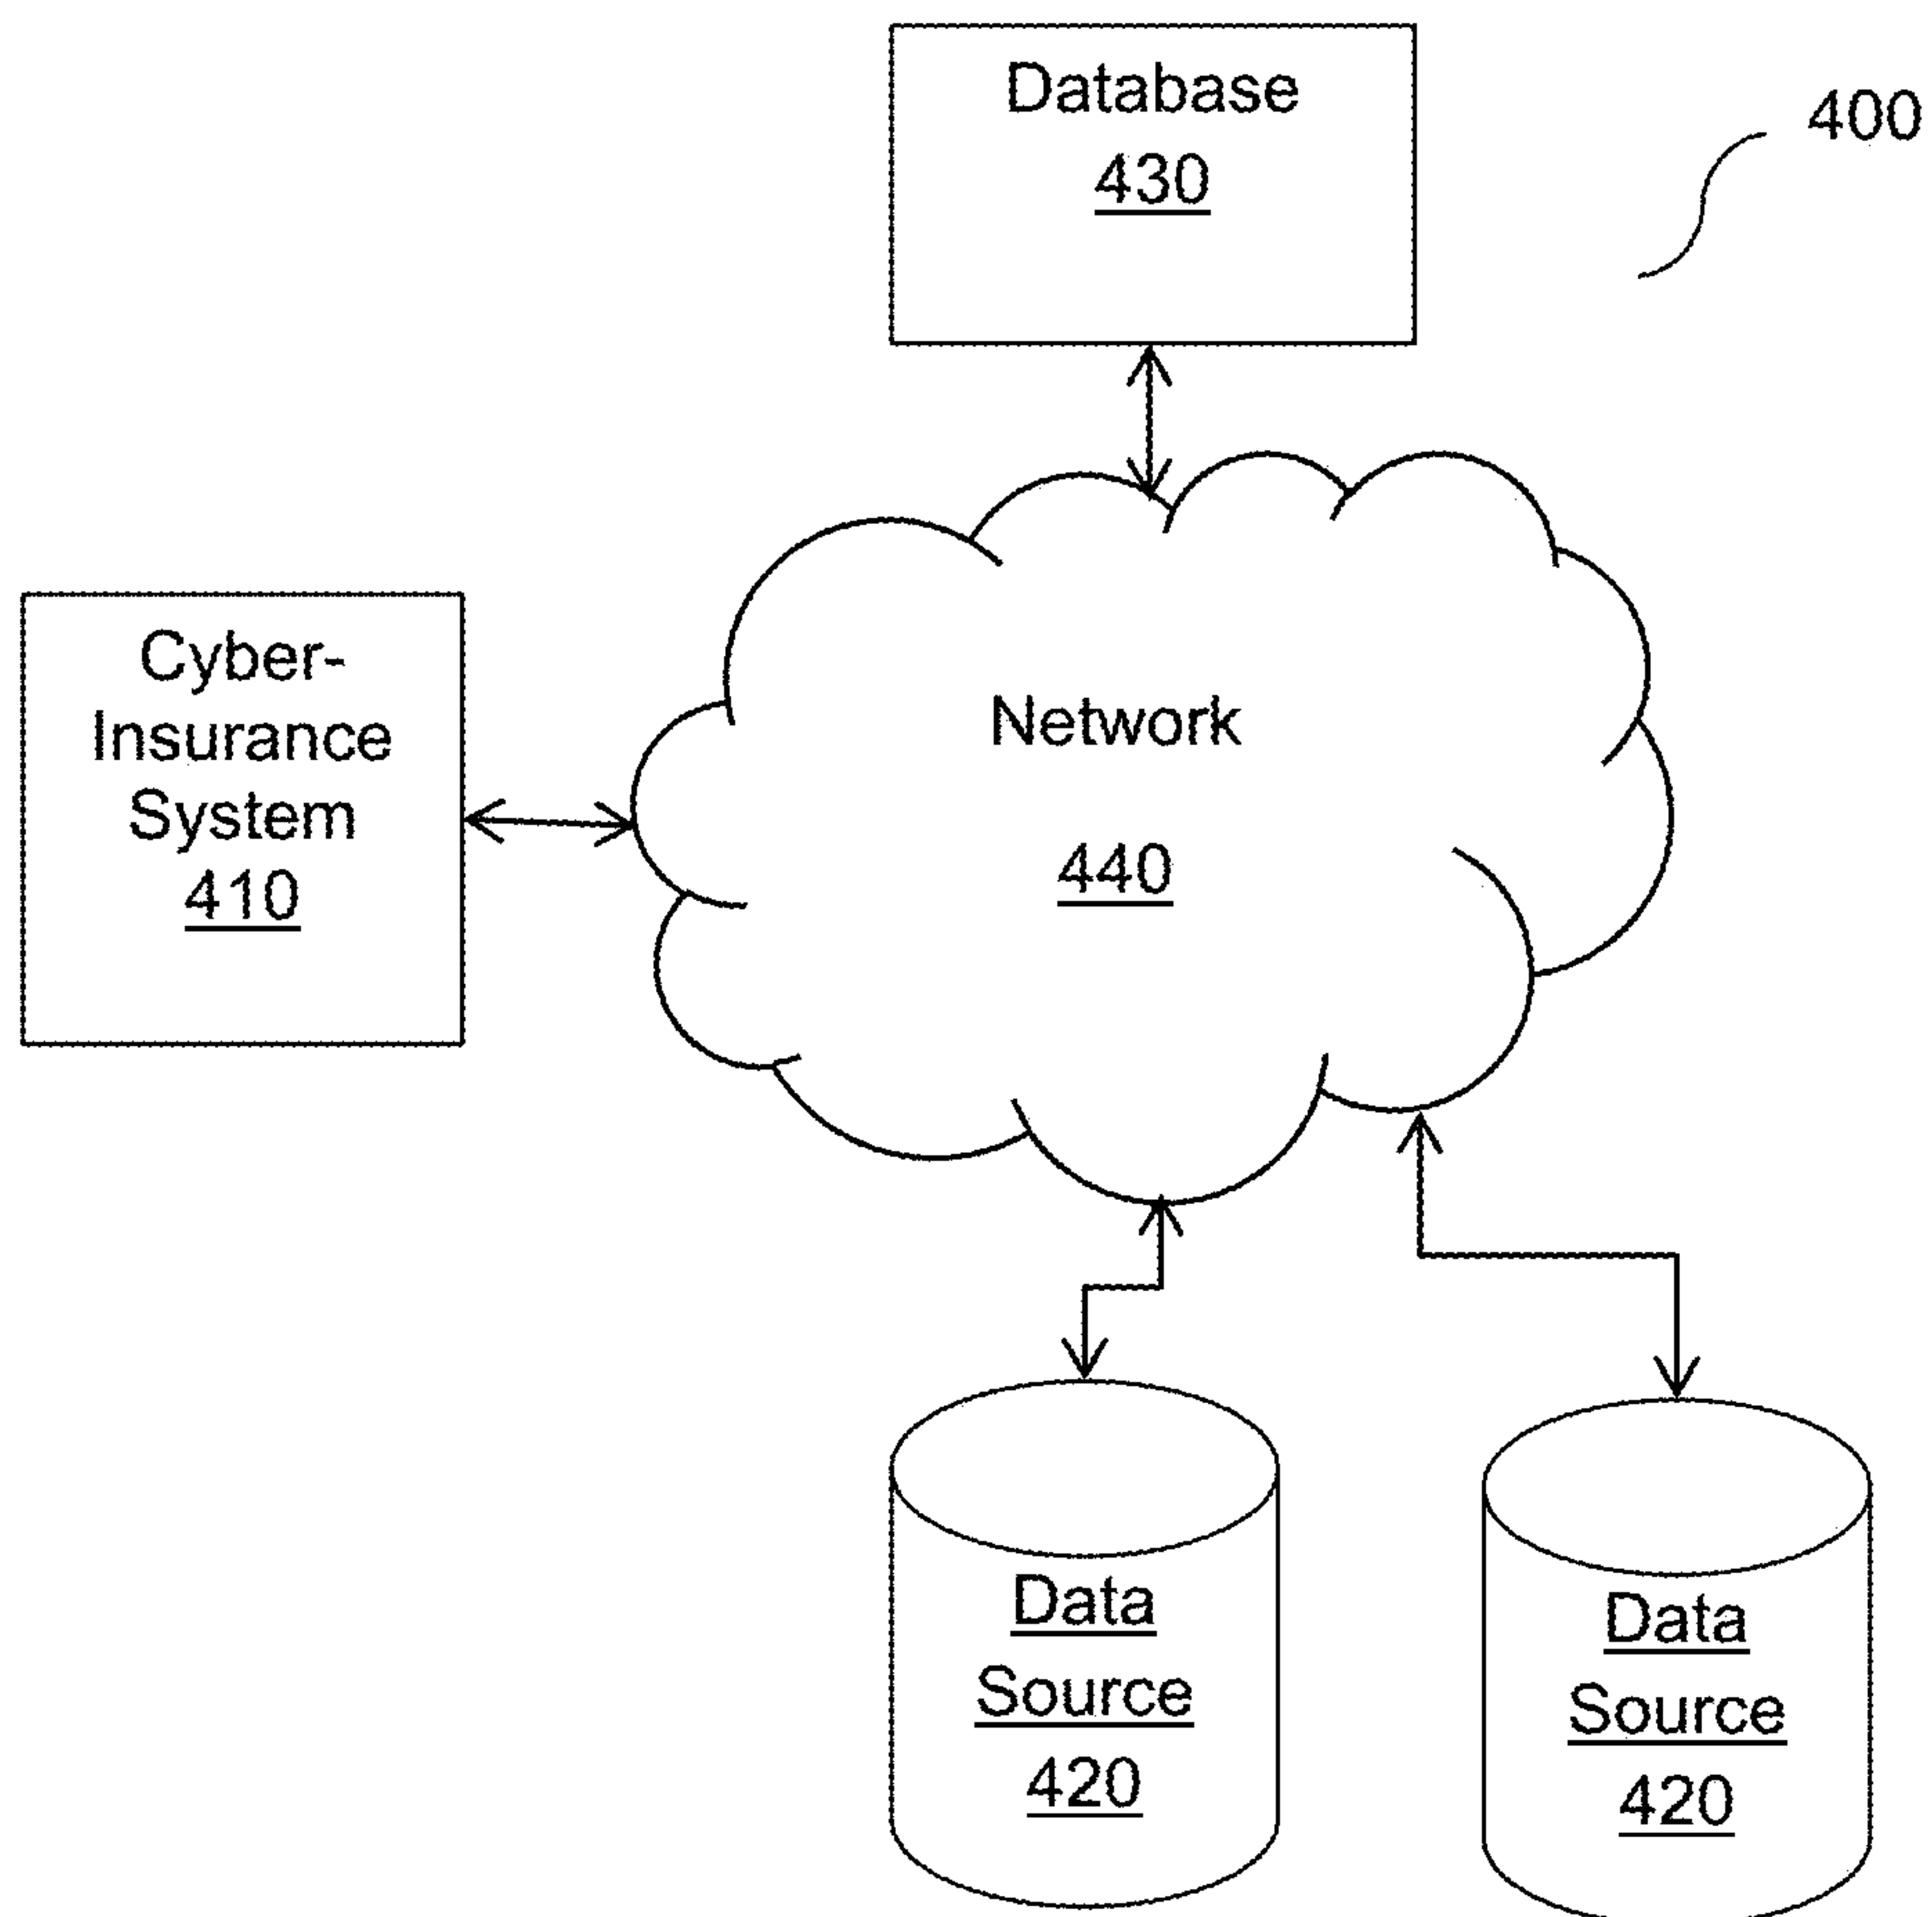 Database
430
400
Cyber-
Insurance
System
410
Network
440
Data
Source
420
Data
Source
420